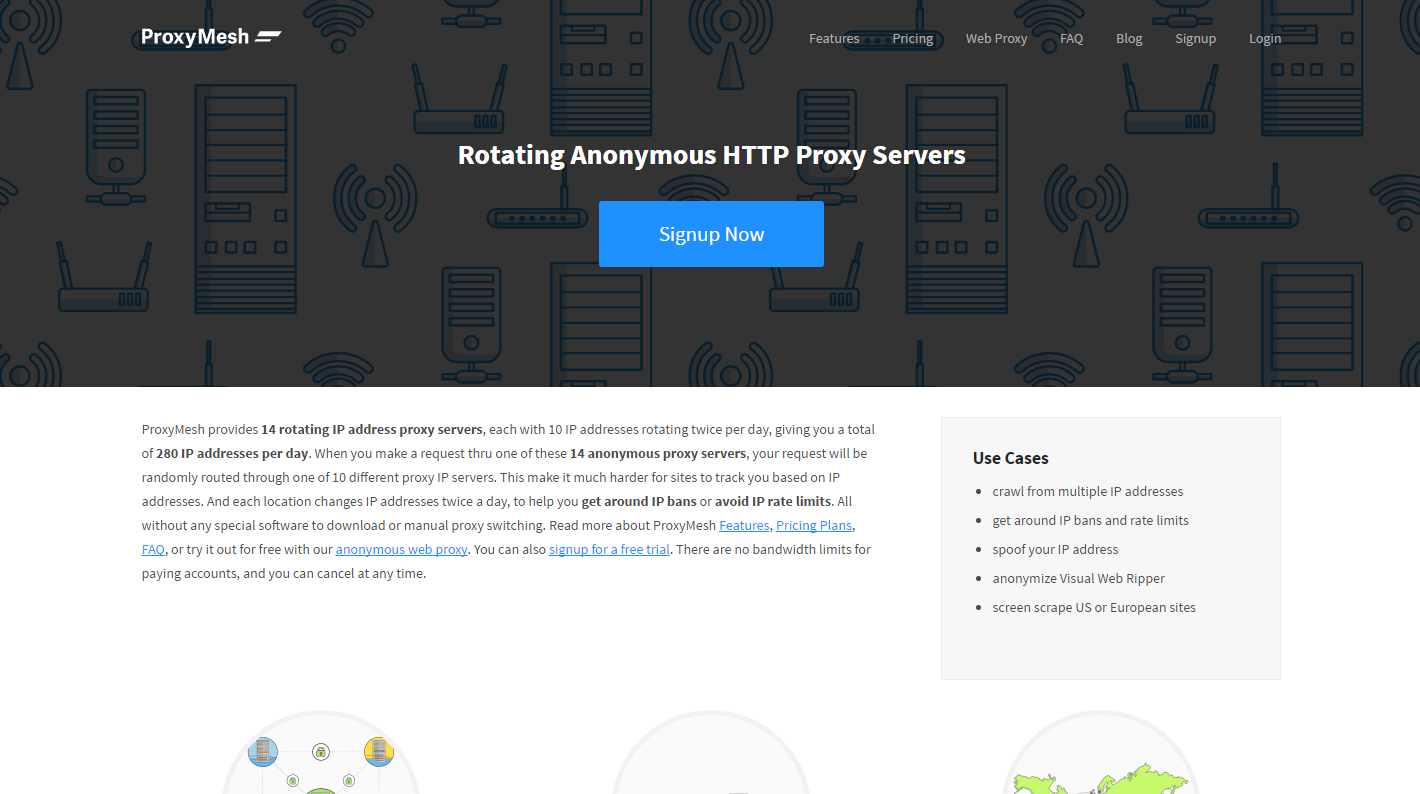 ProxyMesh
Features Pricing Web Proxy FAQ Blog Signup Login
Rotating Anonymous HTTP Proxy Servers
Signup Now
ProxyMesh provides 14 rotating IP address proxy servers, each with 10 IP addresses rotating twice per day, giving you a total
of 280 IP addresses per day. When you make a request thru one of these 14 anonymous proxy servers, your request will be
randomly routed through one of 10 different proxy IP servers. This make it much harder for sites to track you based on IP
addresses. And each location changes IP addresses twice a day, to help you get around IP bans or avoid IP rate limits. All
without any special software to download or manual proxy switching. Read more about ProxyMesh Features, Pricing Plans,
FAQ, or try it out for free with our anonymous web proxy. You can also signup for a free trial. There are no bandwidth limits for
paying accounts, and you can cancel at any time.
Use Cases
crawl from multiple IP addresses
get around IP bans and rate limits
spoof your IP address
anonymize Visual Web Ripper
screen scrape US or European sites